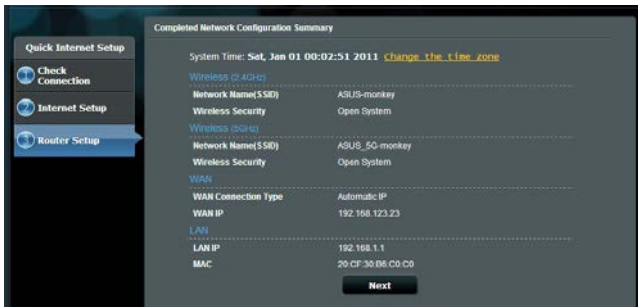 Completed Network Configuration Summary
Quick Internet Setup
System Time: Sat, Jan 01 00:02:51 2011 Change the time zone
1 Check
Connection
Wireless (2.4GHz)
Network Name(SSID) ASUS-monkey
Wireless Security Open System
2 Internet Setup
Wireless (5GHz)
3 Router Setup
Network Name(SSID) ASUS_5G-monkey
Wireless Security Open System
WAN
WAN Connection Type Automatic IP
WAN IP 192.168.123.23
LAN
LAN IP 192.168.1.1
MAC 20:CF:30:B6:C0:C0
Next